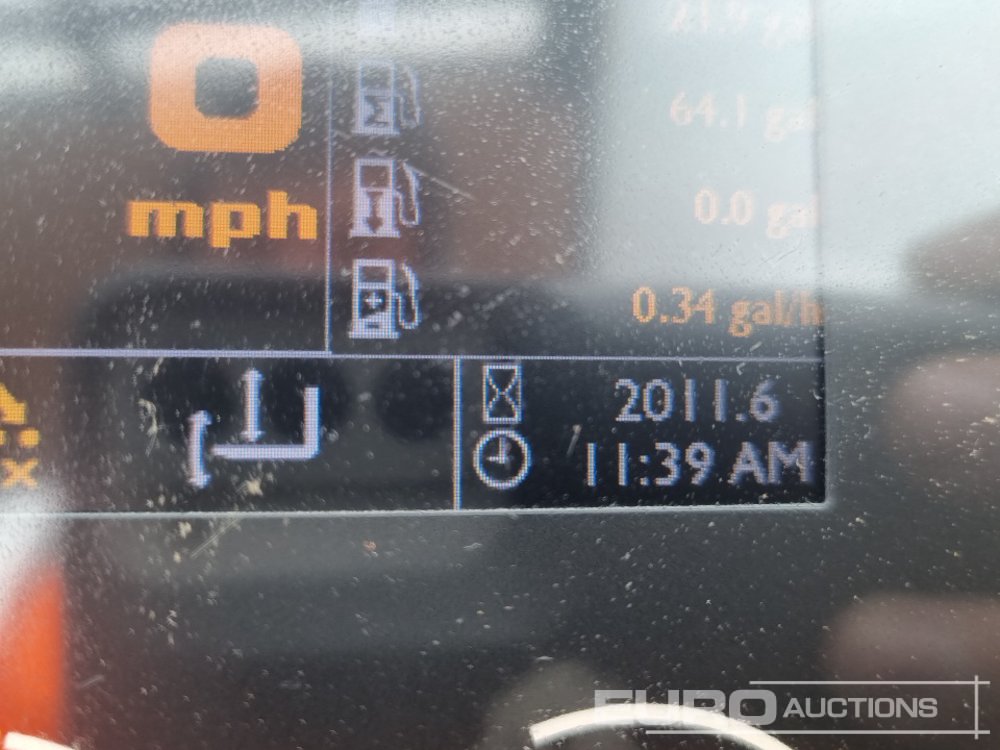 0
mph
64.1 gal
0.0 gal
0.34 gal/h
x
2011.6
11:39 AM
EURO AUCTIONS